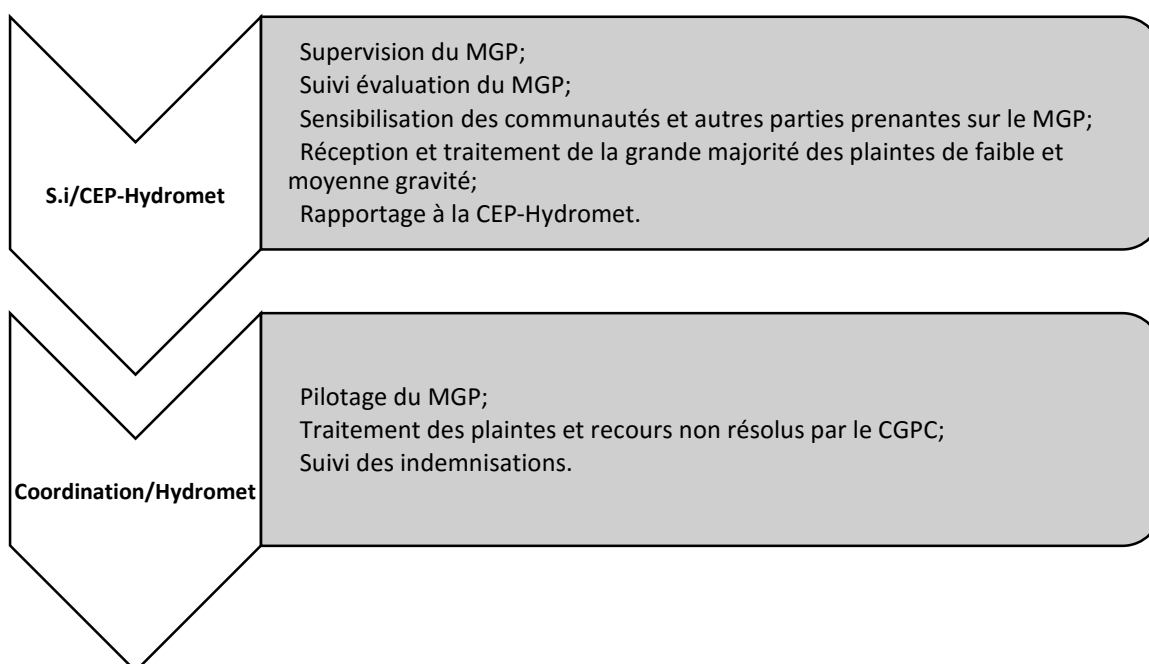 S.i/CEP-Hydromet
Supervision du MGP;
Suivi évaluation du MGP;
Sensibilisation des communautés et autres parties prenantes sur le MGP;
Réception et traitement de la grande majorité des plaintes de faible et
moyenne gravité;
Rapportage à la CEP-Hydromet.
Coordination/Hydromet
Pilotage du MGP;
Traitement des plaintes et recours non résolus par le CGPC;
Suivi des indemnisations.